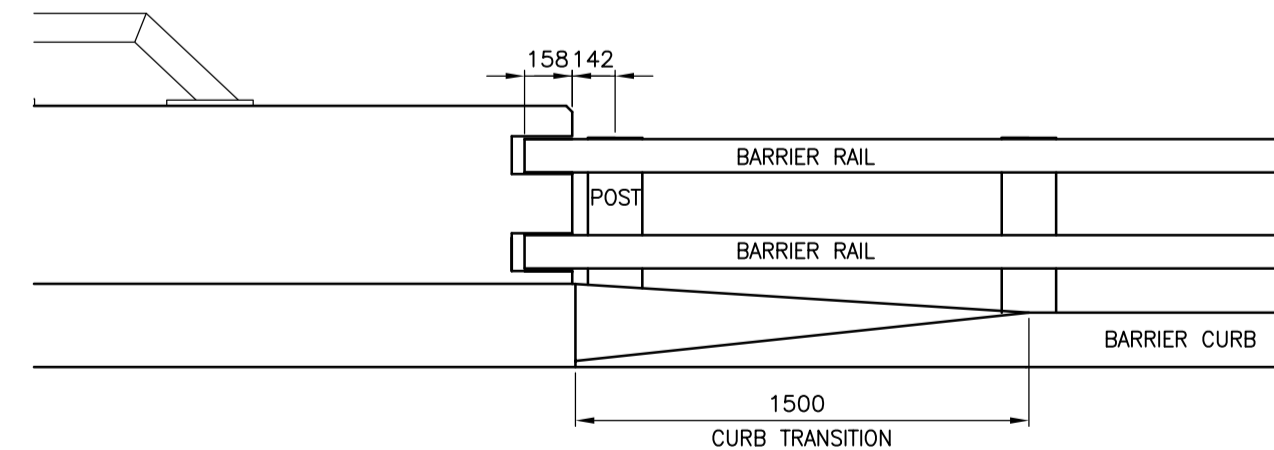 158 142
BARRIER RAIL
POST
BARRIER RAIL
BARRIER CURB
1500
CURB TRANSITION